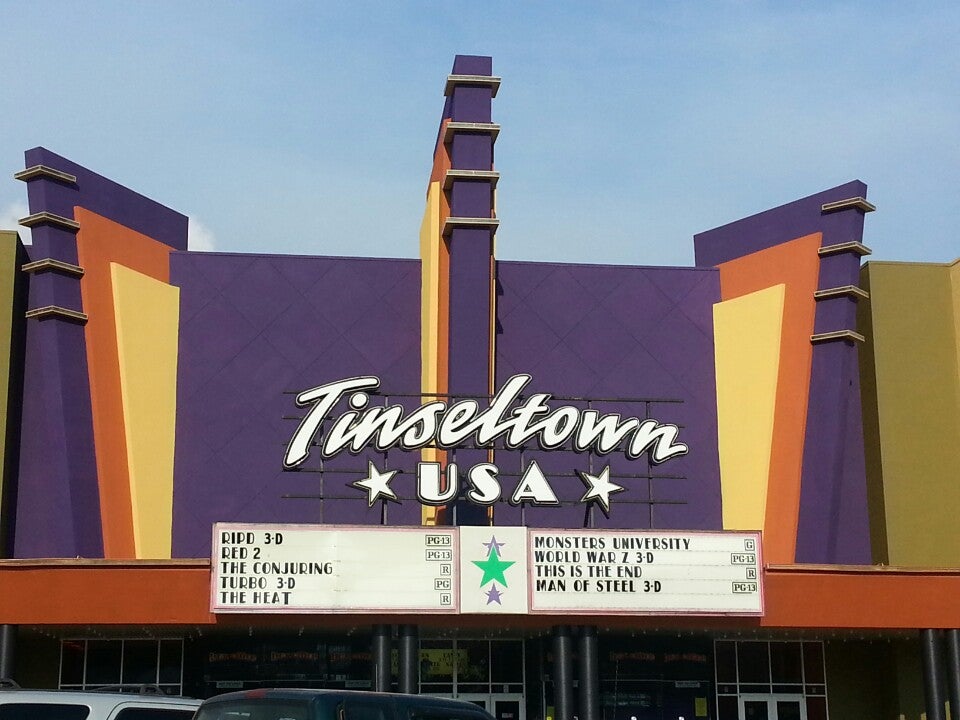 Tinseltown
USA
RIPD 3-D PG-13
RED 2 PG-13
THE CONJURING R
TURBO 3-D PG
THE HEAT R
MONSTERS UNIVERSITY G
WORLD WAR Z 3-D PG-13
THIS IS THE END R
MAN OF STEEL 3-D PG-13